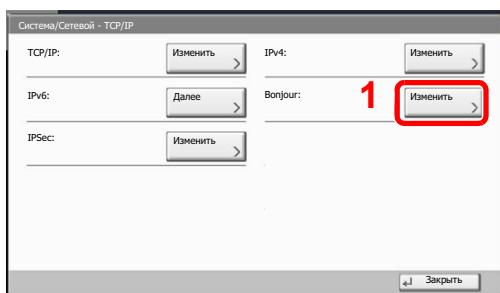 Система/Сетевой - TCP/IP
TCP/IP: Изменить IPv4: Изменить
IPv6: Далее Bonjour: 1 Изменить
IPSec: Изменить
Закрыть